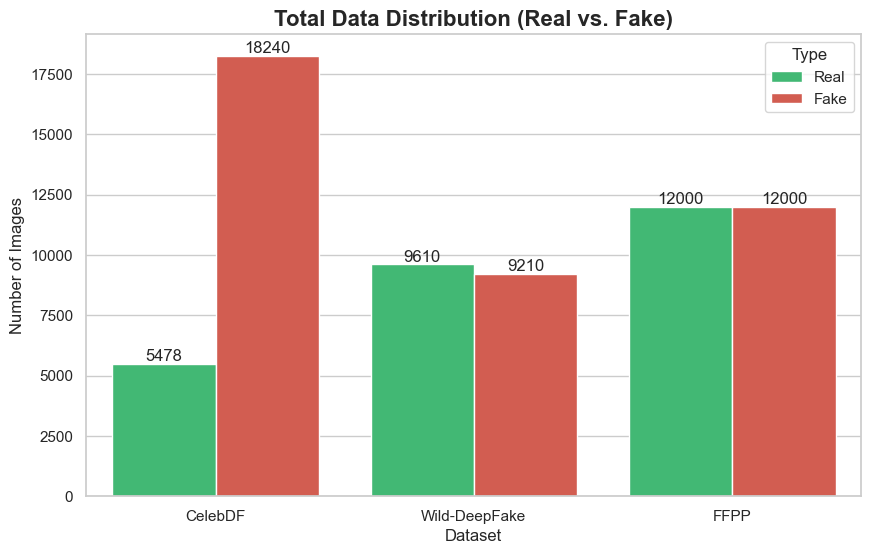 Total Data Distribution (Real vs. Fake)
Number of Images
17500
15000
12500
10000
7500
5000
2500
0
5478
18240
9610
9210
12000
12000
Type
Real
Fake
CelebDF
Wild-DeepFake
FFPP
Dataset